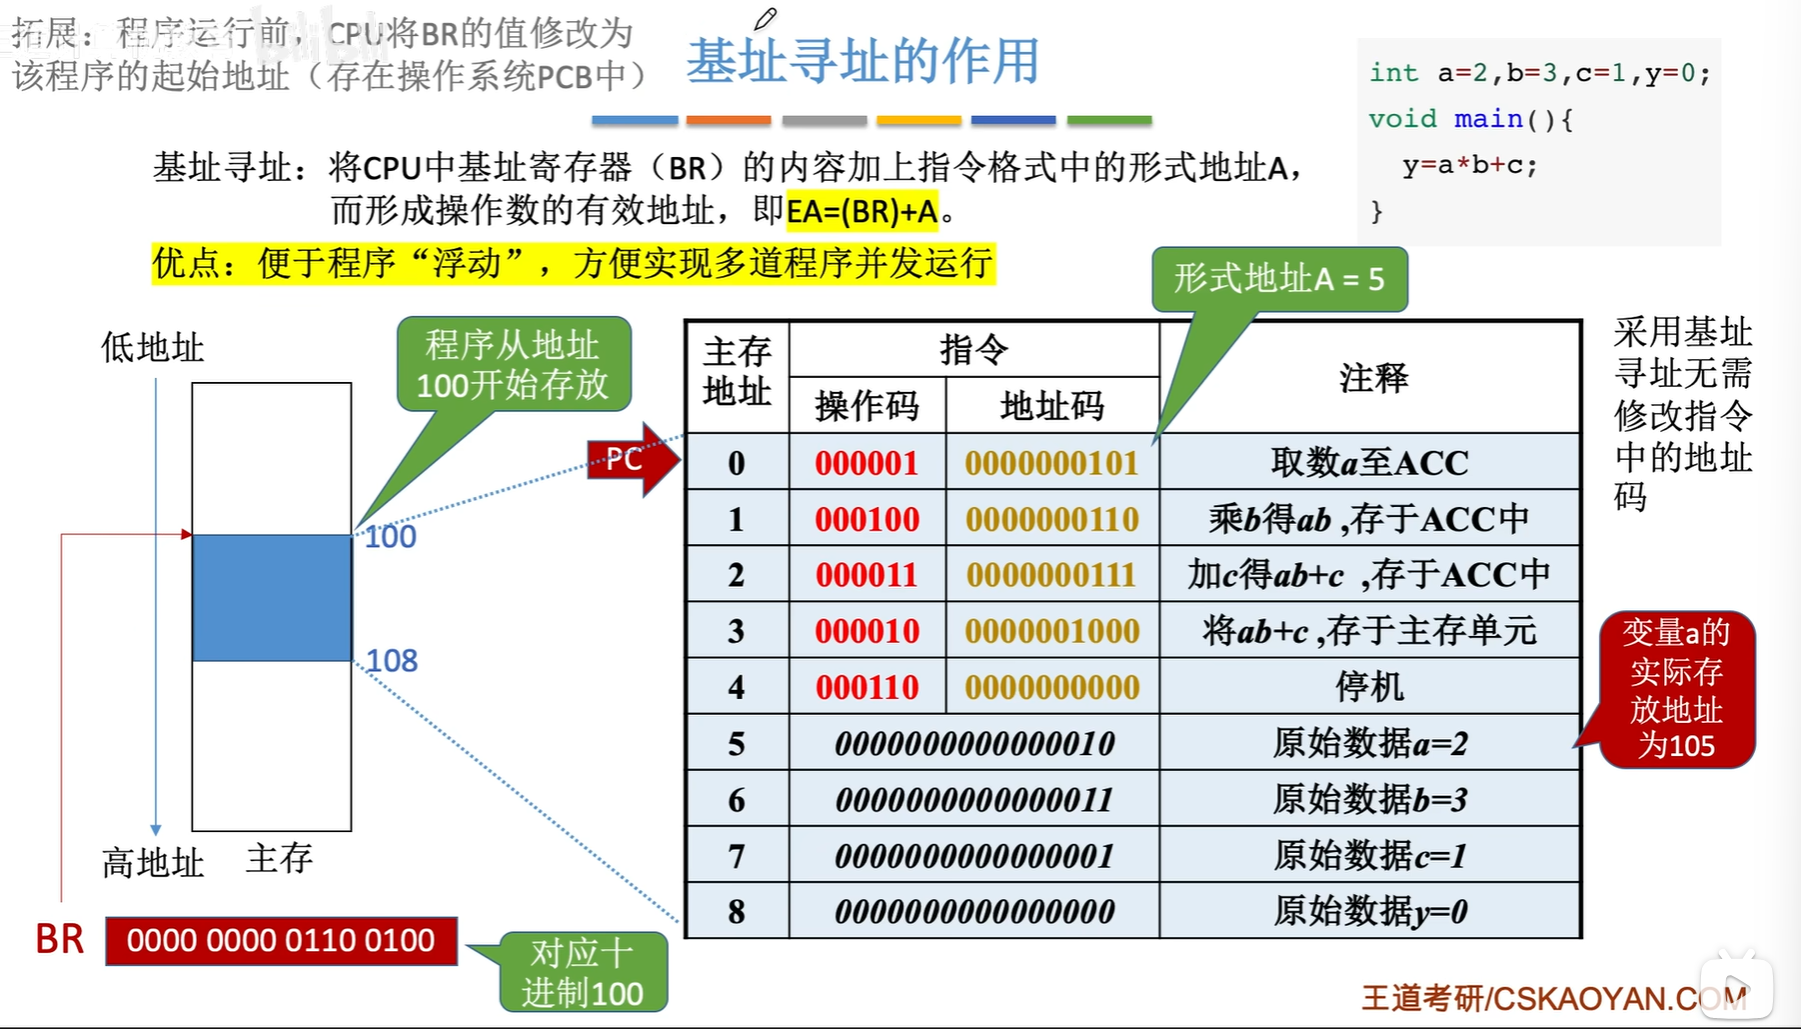 拓展：程序运行前，CPU将BR的值修改为
该程序的起始地址（存在操作系统PCB中）
基址寻址的作用
int a=2,b=3,c=1,y=0;
void main(){
y=a*b+c;
}
基址寻址：将CPU中基址寄存器（BR）的内容加上指令格式中的形式地址A，
而形成操作数的有效地址，即EA=(BR)+A。
优点：便于程序“浮动”，方便实现多道程序并发运行
形式地址A = 5
低地址
程序从地址
100开始存放
100
108
高地址
主存
BR
0000 0000 0110 0100
对应十
进制100
PC
主存
地址
指令
注释
操作码 地址码
0 000001 0000000101 取数a至ACC
1 000100 0000000110 乘b得ab ,存于ACC中
2 000011 0000000111 加c得ab+c ,存于ACC中
3 000010 0000001000 将ab+c ,存于主存单元
4 000110 0000000000 停机
5 0000000000000010 原始数据a=2
6 0000000000000011 原始数据b=3
7 0000000000000001 原始数据c=1
8 0000000000000000 原始数据y=0
采用基址
寻址无需
修改指令
中的地址
码
变量a的
实际存
放地址
为105
王道考研/CSKAOYAN.COM